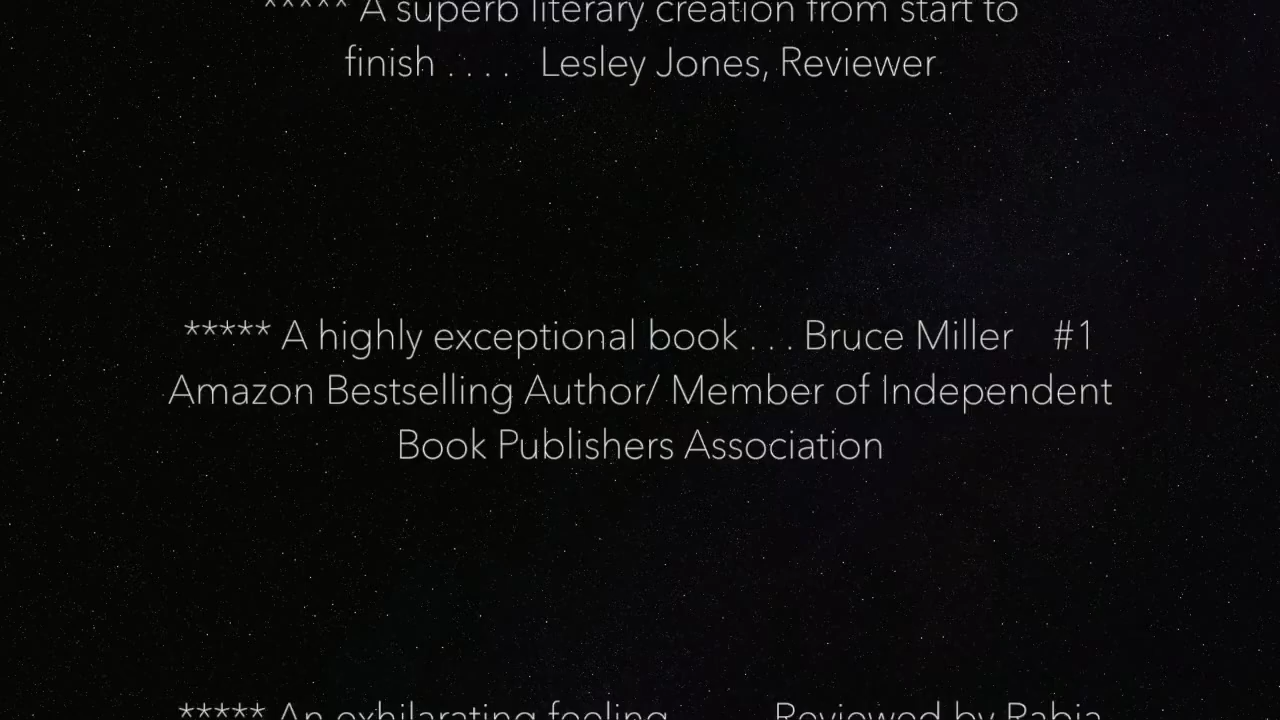 ***** A superb literary creation from start to
finish . . . . Lesley Jones, Reviewer
***** A highly exceptional book . . . Bruce Miller #1
Amazon Bestselling Author/ Member of Independent
Book Publishers Association
***** An exhilarating feeling Reviewed by Rabia